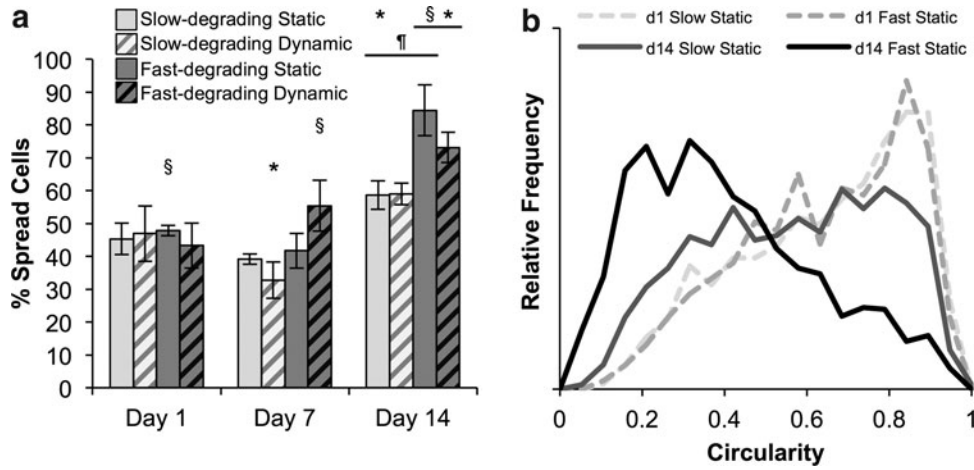 a
Slow-degrading Static
Slow-degrading Dynamic
Fast-degrading Static
Fast-degrading Dynamic
* § *
¶
§ * §
% Spread Cells
100
90
80
70
60
50
40
30
20
10
0
Day 1 Day 7 Day 14
b
d1 Slow Static d1 Fast Static
d14 Slow Static d14 Fast Static
Relative Frequency
0 0.2 0.4 0.6 0.8 1
Circularity